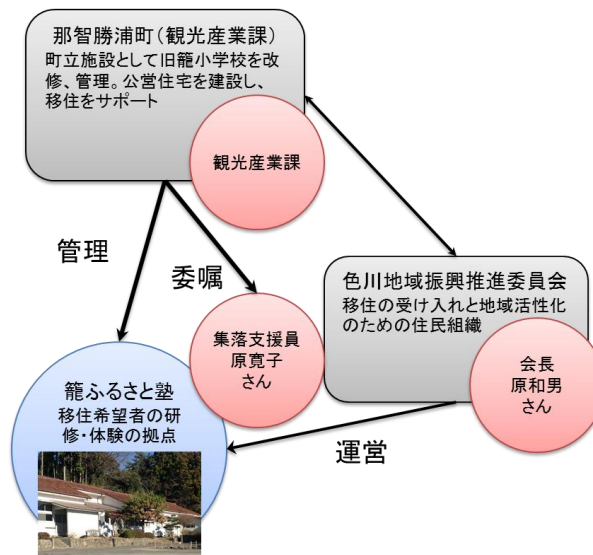 那智勝浦町(観光産業課)
町立施設として旧籠小学校を改
修、管理。公営住宅を建設し、
移住をサポート
観光産業課
管理
委嘱
色川地域振興推進委員会
移住の受け入れと地域活性化
のための住民組織
集落支援員
原寛子
さん
会長
原和男
さん
籠ふるさと塾
移住希望者の研
修・体験の拠点
運営